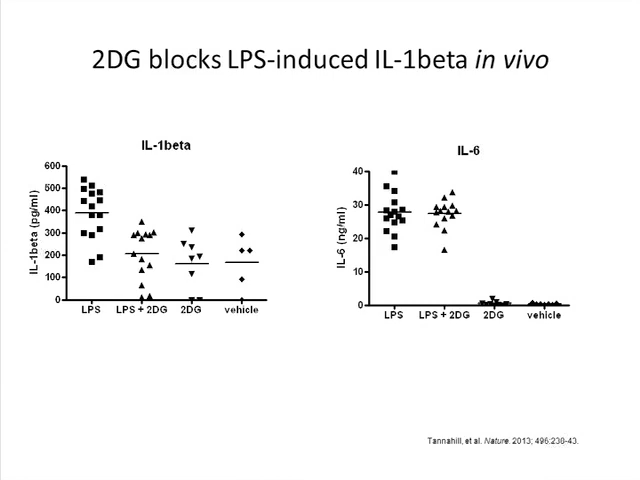 2DG blocks LPS-induced IL-1beta in vivo
IL-1beta
IL-1beta (pg/ml)
600
500
400
300
200
100
0
LPS
LPS + 2DG
2DG
vehicle
IL-6
IL-6 (ng/ml)
40
30
20
10
0
LPS
LPS + 2DG
2DG
vehicle
Tannahill, et al. Nature. 2013; 496:238-43.